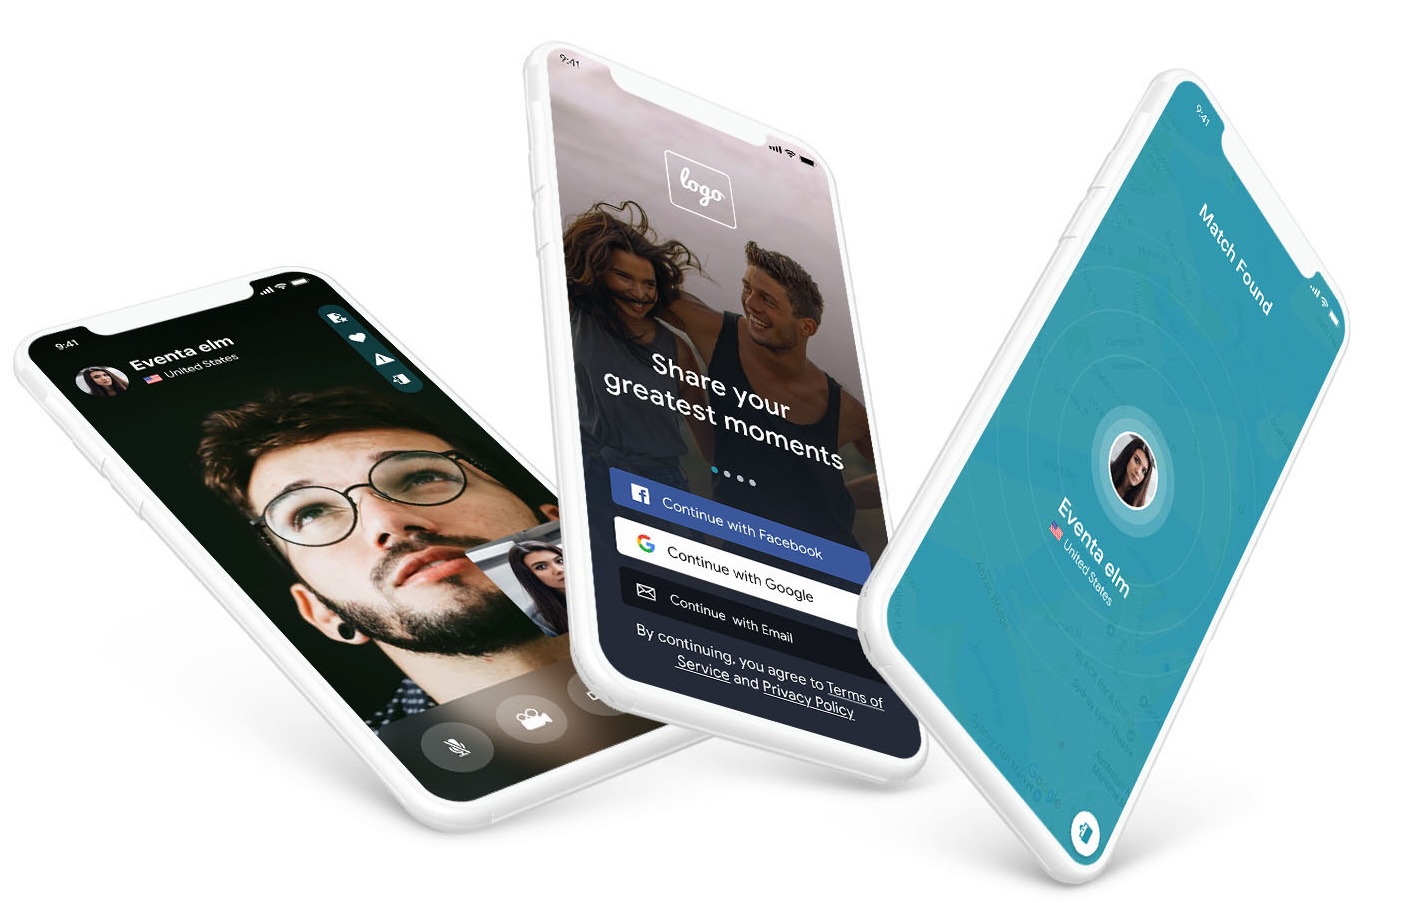 9:41
Eventa elm
United States
9:41
logo
Share your
greatest moments
Continue with Facebook
Continue with Google
Continue with Email
By continuing, you agree to Terms of
Service and Privacy Policy
9:41
Match Found
Eventa elm
United States
Google